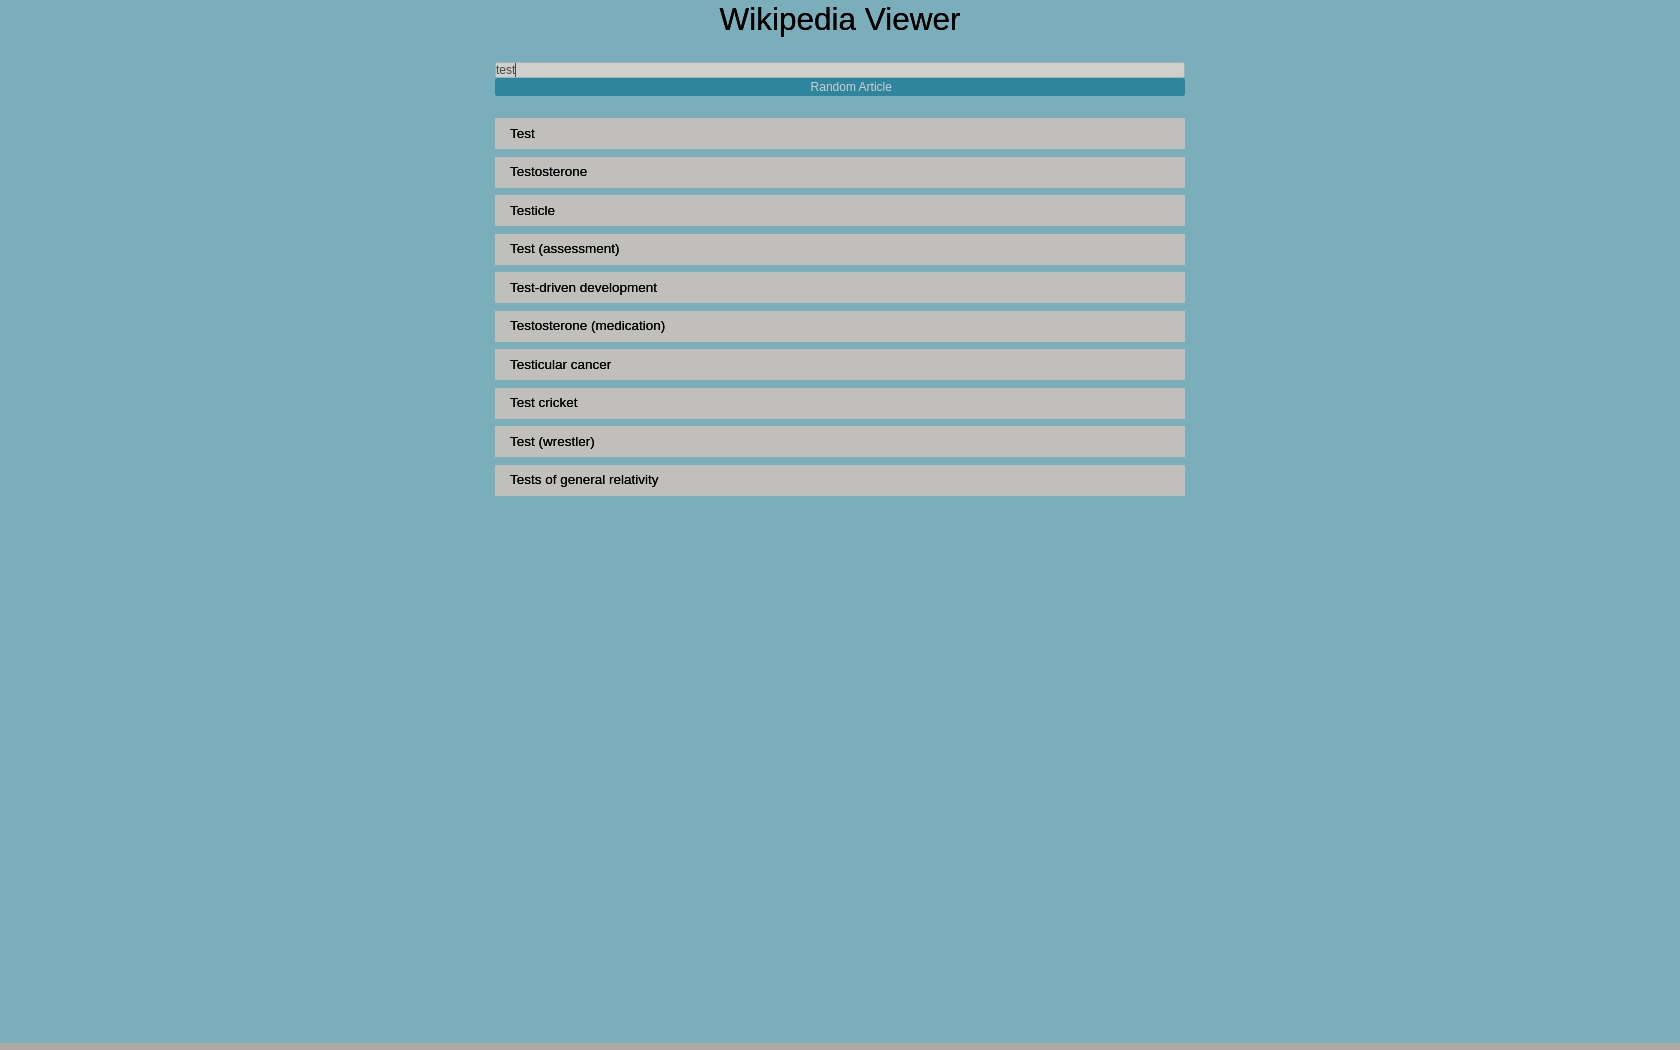 Wikipedia Viewer
test
Random Article
Test
Testosterone
Testicle
Test (assessment)
Test-driven development
Testosterone (medication)
Testicular cancer
Test cricket
Test (wrestler)
Tests of general relativity